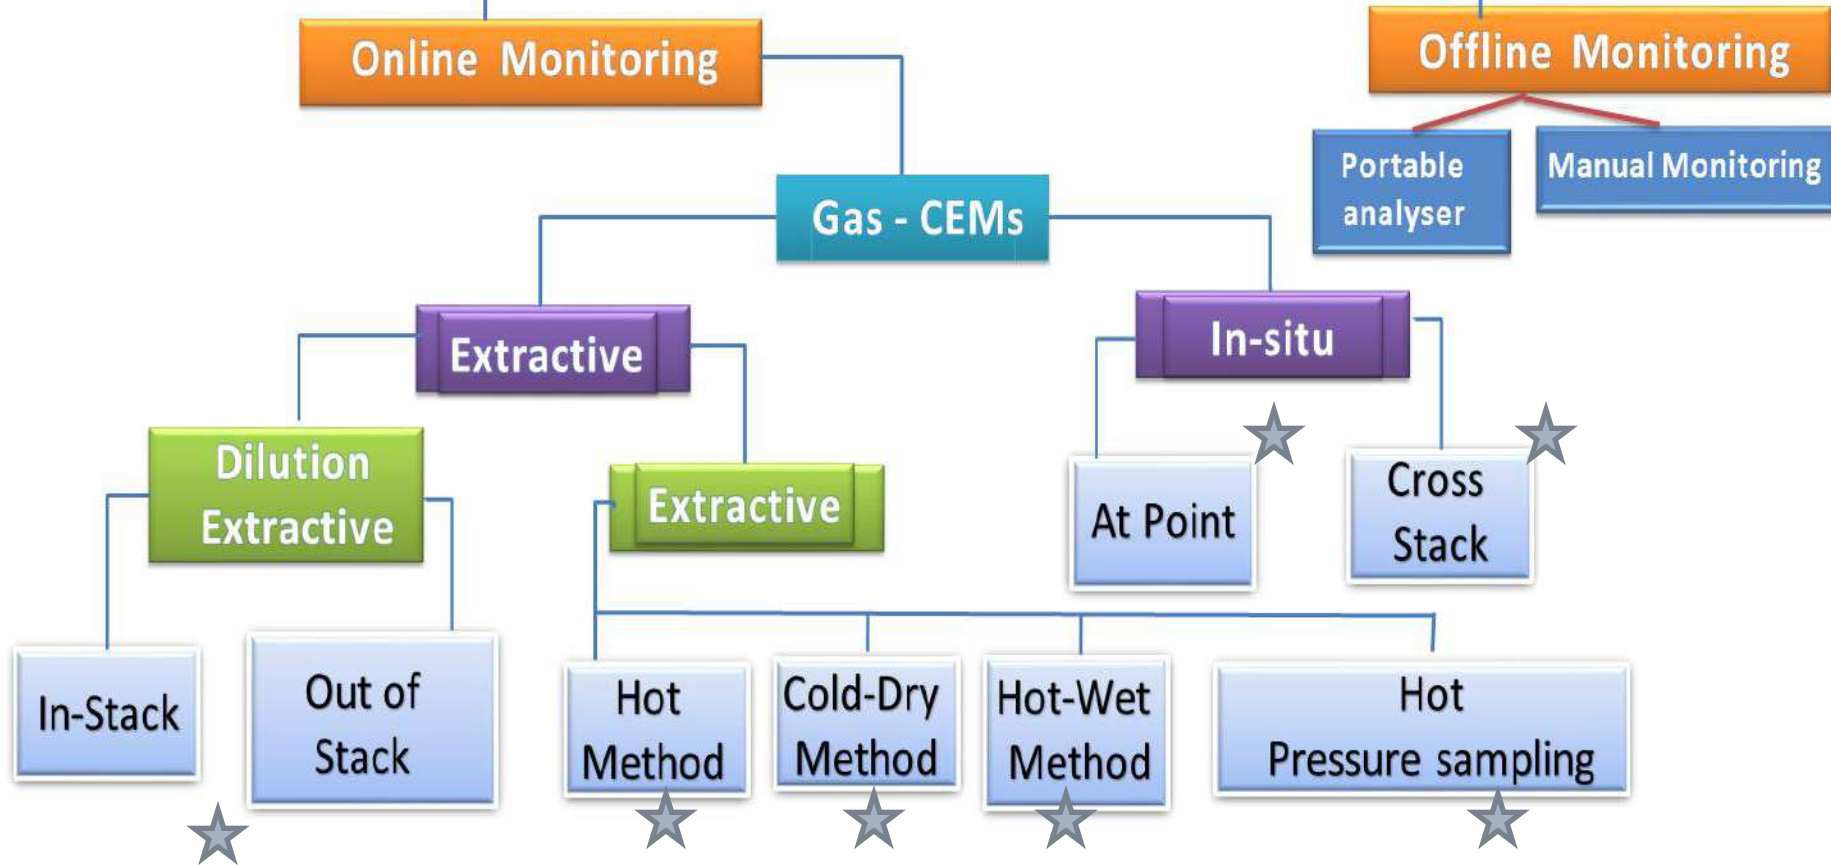 Online Monitoring
Offline Monitoring
Portable
analyser
Manual Monitoring
Gas - CEMs
Extractive
In-situ
Dilution
Extractive
Extractive
At Point
Cross
Stack
In-Stack
Out of
Stack
Hot
Method
Cold-Dry
Method
Hot-Wet
Method
Hot
Pressure sampling